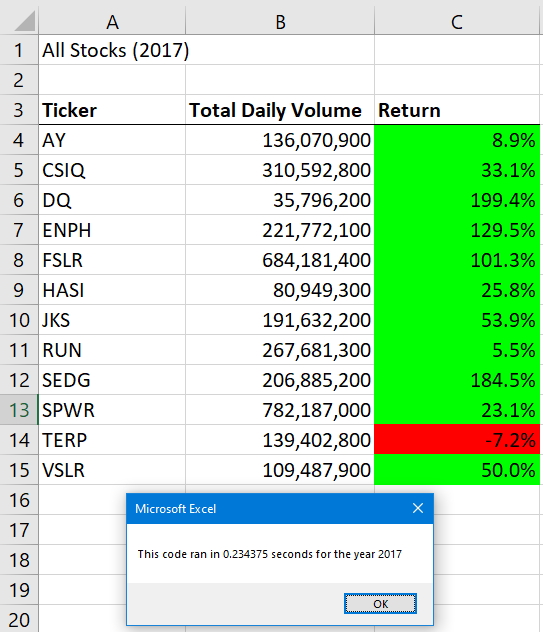 A B C
1 All Stocks (2017)
2
3 Ticker Total Daily Volume Return
4 AY 136,070,900 8.9%
5 CSIQ 310,592,800 33.1%
6 DQ 35,796,200 199.4%
7 ENPH 221,772,100 129.5%
8 FSLR 684,181,400 101.3%
9 HASI 80,949,300 25.8%
10 JKS 191,632,200 53.9%
11 RUN 267,681,300 5.5%
12 SEDG 206,885,200 184.5%
13 SPWR 782,187,000 23.1%
14 TERP 139,402,800 -7.2%
15 VSLR 109,487,900 50.0%
16
17 Microsoft Excel
18 This code ran in 0.234375 seconds for the year 2017
19 OK
20